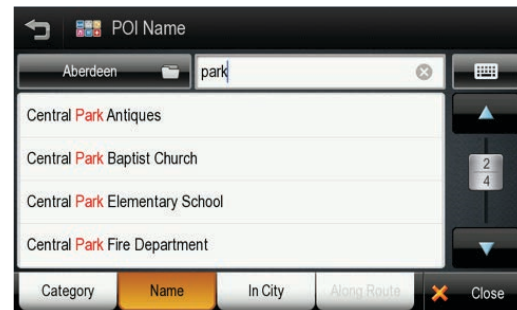 POI Name
Aberdeen park
Central Park Antiques
Central Park Baptist Church
2
Central Park Elementary School
4
Central Park Fire Department
Category Name In City Along Route Close